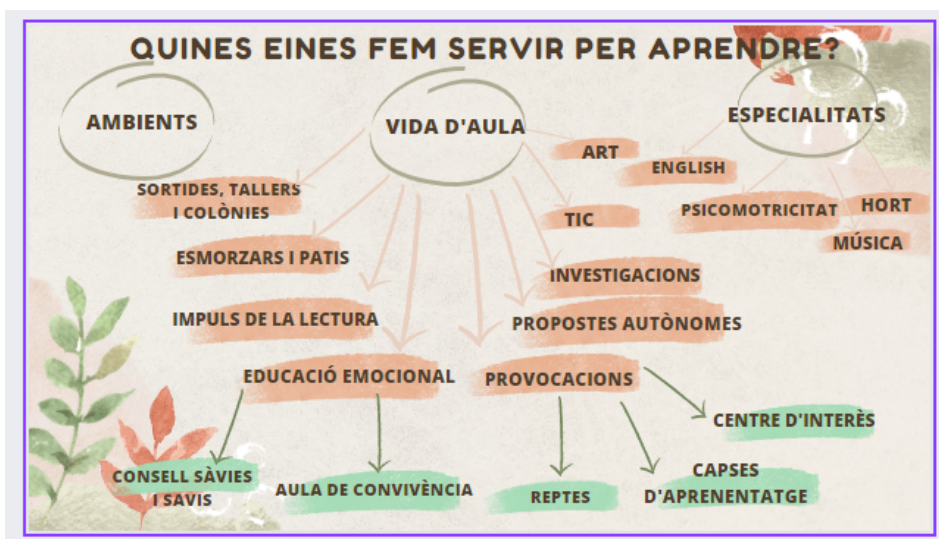 QUINES EINES FEM SERVIR PER APRENDRE?
AMBIENTS
VIDA D'AULA
ESPECIALITATS
SORTIDES, TALLERS
I COLÒNIES
ESMORZARS I PATIS
IMPULS DE LA LECTURA
EDUCACIÓ EMOCIONAL
CONSELL SÀVIES
I SAVIS
AULA DE CONVIVÈNCIA
ART
TIC
INVESTIGACIONS
PROPOSTES AUTÒNOMES
PROVOCACIONS
REPTES
CAPSES
D'APRENENTATGE
CENTRE D'INTERÈS
ENGLISH
PSICOMOTRICITAT
HORT
MÚSICA